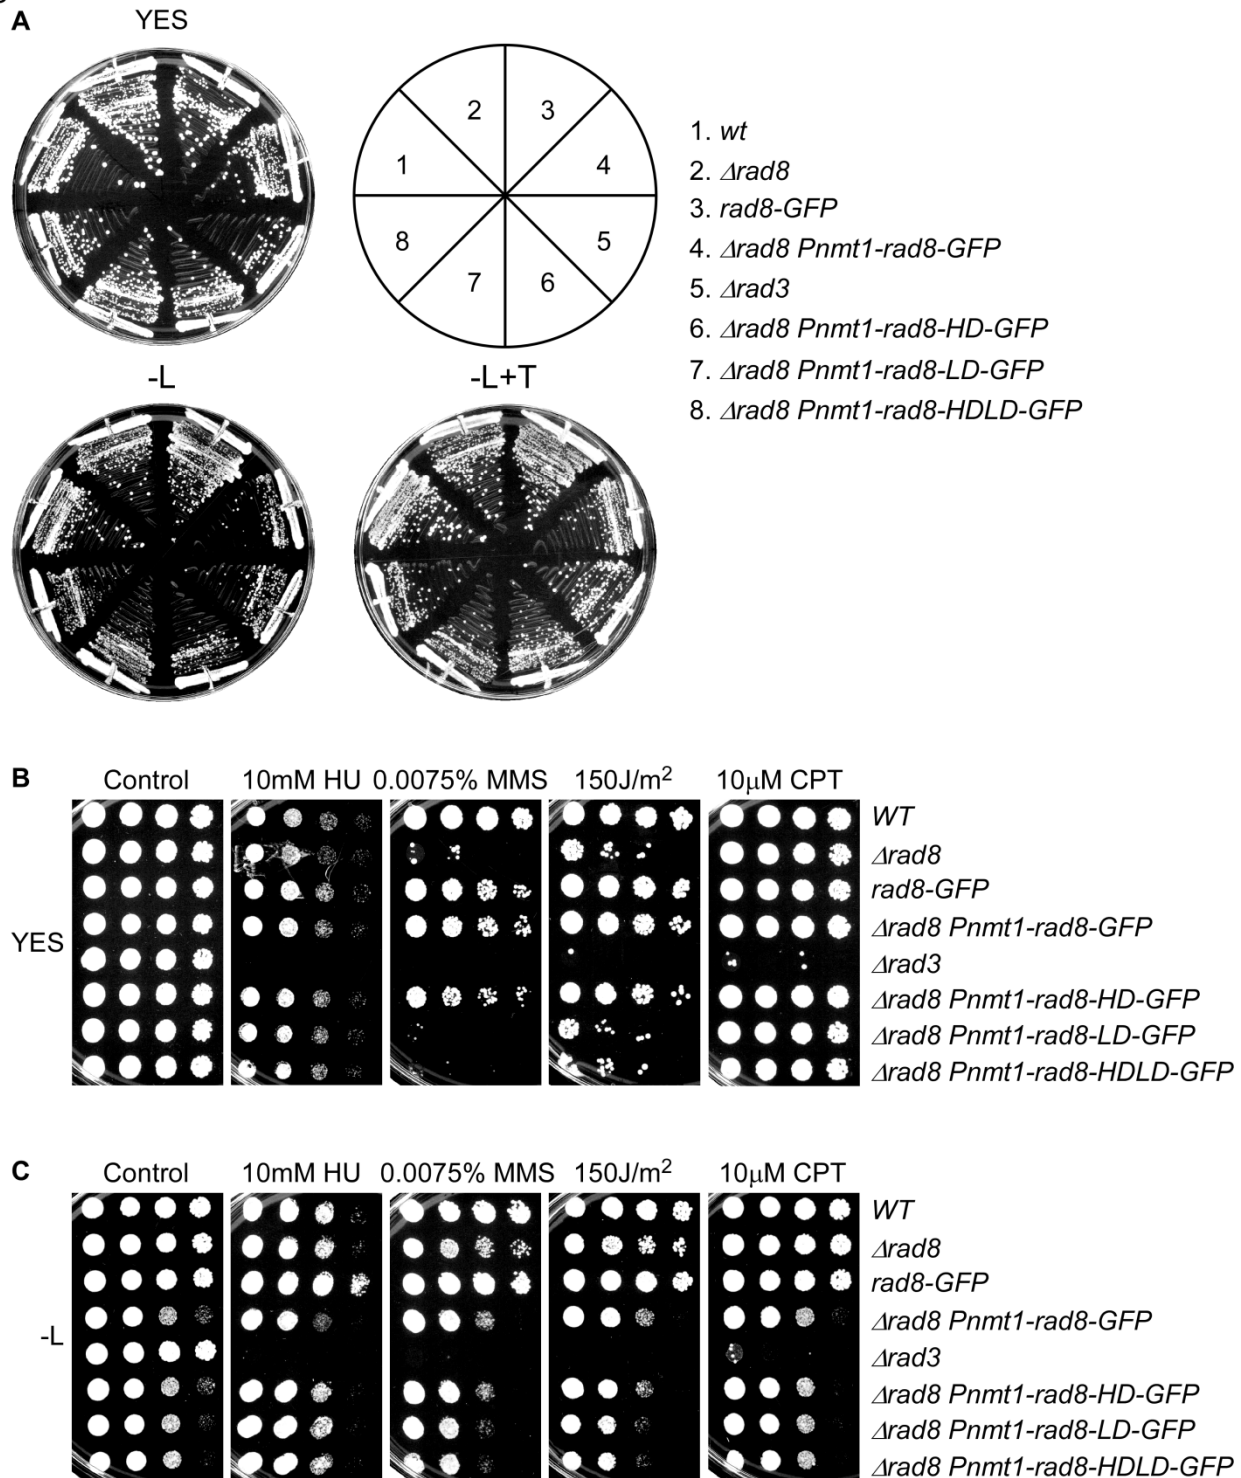 A
YES
1
2
3
4
5
6
7
8
1. wt
2. Δrad8
3. rad8-GFP
4. Δrad8 Pnmt1-rad8-GFP
5. Δrad3
6. Δrad8 Pnmt1-rad8-HD-GFP
7. Δrad8 Pnmt1-rad8-LD-GFP
8. Δrad8 Pnmt1-rad8-HDLD-GFP
-L
-L+T
B
Control 10mM HU 0.0075% MMS 150J/m² 10μM CPT
YES
WT
Δrad8
rad8-GFP
Δrad8 Pnmt1-rad8-GFP
Δrad3
Δrad8 Pnmt1-rad8-HD-GFP
Δrad8 Pnmt1-rad8-LD-GFP
Δrad8 Pnmt1-rad8-HDLD-GFP
C
Control 10mM HU 0.0075% MMS 150J/m² 10μM CPT
-L
WT
Δrad8
rad8-GFP
Δrad8 Pnmt1-rad8-GFP
Δrad3
Δrad8 Pnmt1-rad8-HD-GFP
Δrad8 Pnmt1-rad8-LD-GFP
Δrad8 Pnmt1-rad8-HDLD-GFP